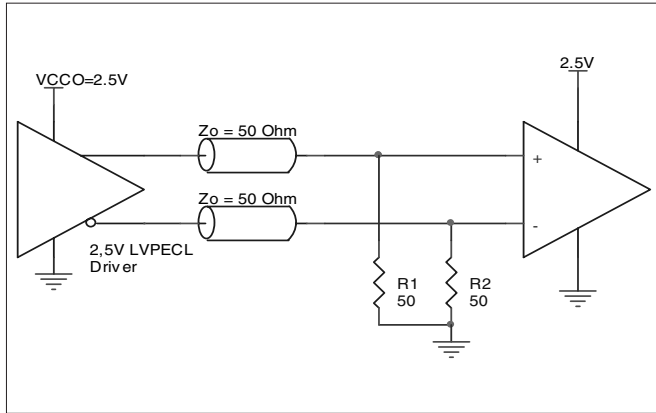 VCCO=2.5V
2.5V
Zo = 50 Ohm
+
Zo = 50 Ohm
-
2,5V LVPECL
Driver
R1
50
R2
50